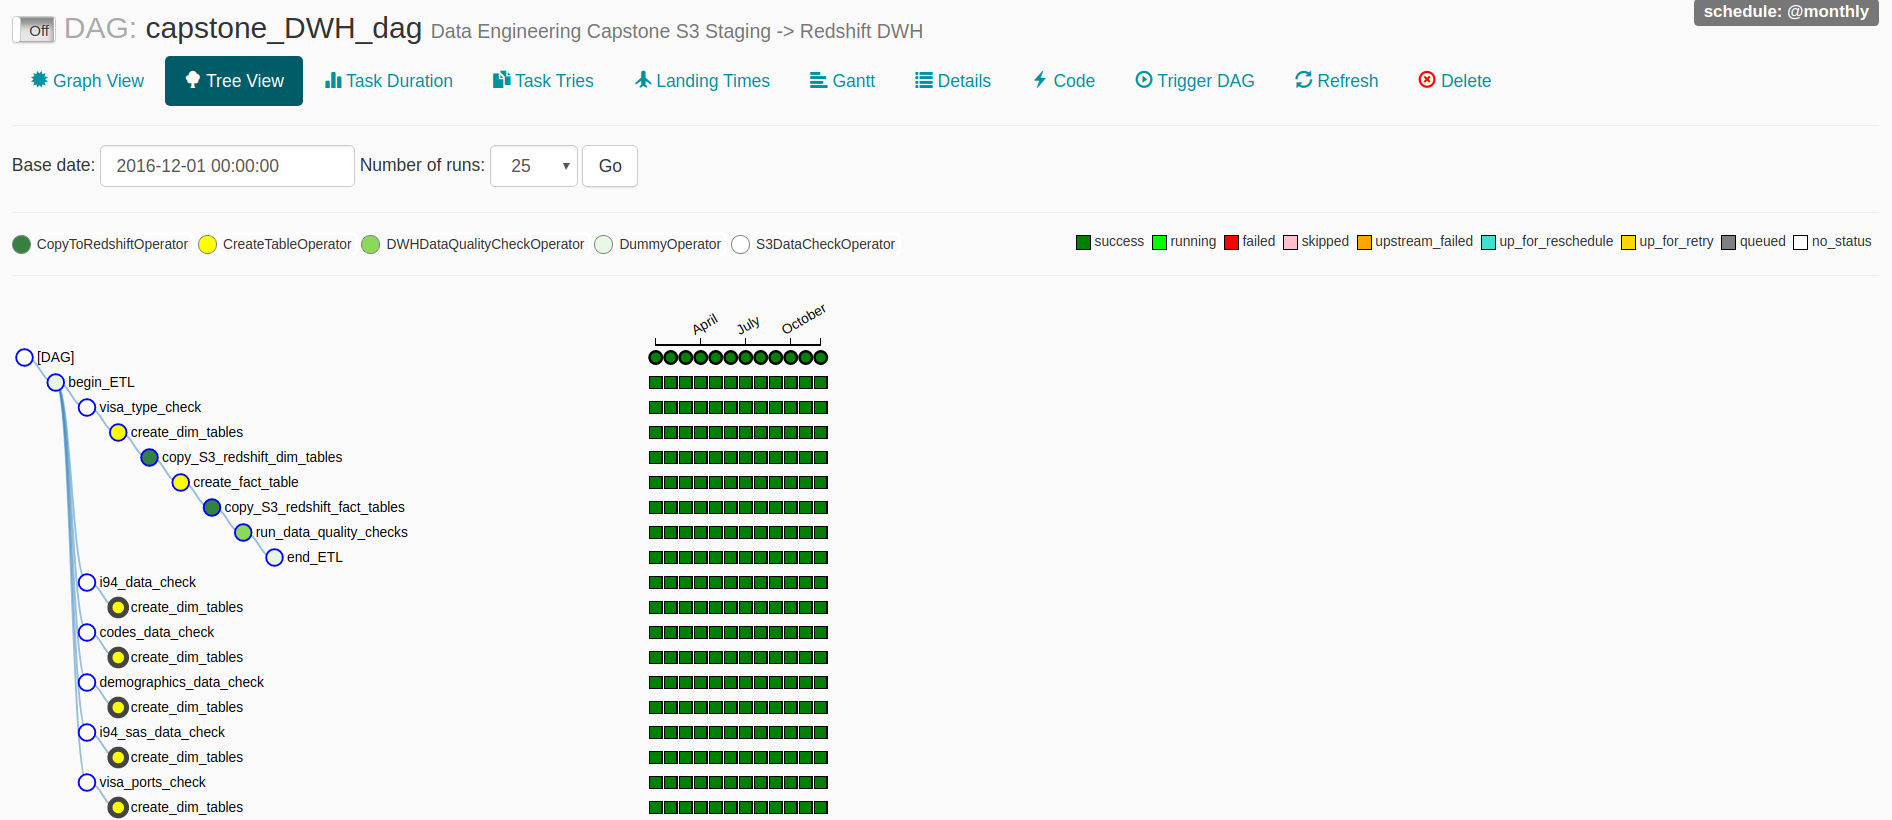 schedule: @monthly
Off DAG: capstone_DWH_dag Data Engineering Capstone S3 Staging -> Redshift DWH
Graph View Tree View Task Duration Task Tries Landing Times Gantt Details Code Trigger DAG Refresh Delete
Base date: 2016-12-01 00:00:00 Number of runs: 25 Go
CopyToRedshiftOperator CreateTableOperator DWHDataQualityCheckOperator DummyOperator S3DataCheckOperator success running failed skipped upstream_failed up_for_reschedule up_for_retry queued no_status
April July October
[DAG]
begin_ETL
visa_type_check
create_dim_tables
copy_S3_redshift_dim_tables
create_fact_table
copy_S3_redshift_fact_tables
run_data_quality_checks
end_ETL
i94_data_check
create_dim_tables
codes_data_check
create_dim_tables
demographics_data_check
create_dim_tables
i94_sas_data_check
create_dim_tables
visa_ports_check
create_dim_tables